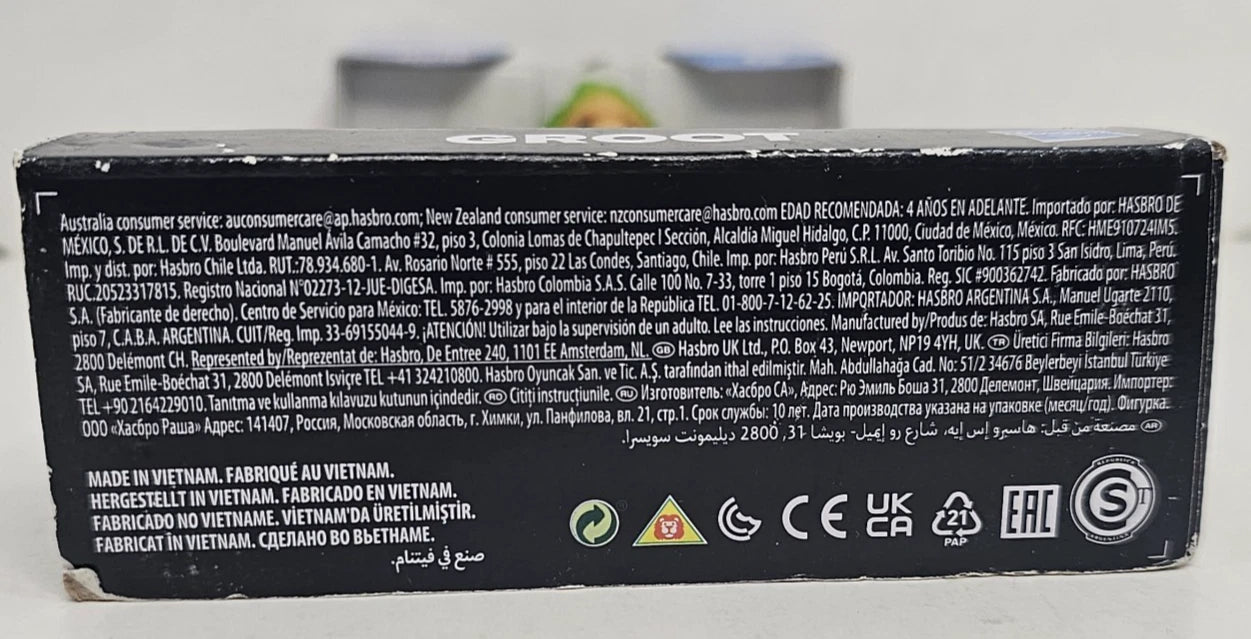 GROOT
Australia consumer service: auconsumercare@ap.hasbro.com; New Zealand consumer service: nzconsumercare@hasbro.com EDAD RECOMENDADA: 4 AÑOS EN ADELANTE. Importado por: HASBRO DE
MÉXICO, S. DE R.L. DE C.V. Boulevard Manuel Ávila Camacho #32, piso 3, Colonia Lomas de Chapultepec I Sección, Alcaldía Miguel Hidalgo, C.P. 11000, Ciudad de México, México. RFC: HME910724IM5.
Imp. y dist. por: Hasbro Chile Ltda. RUT.:78.934.680-1. Av. Rosario Norte # 555, piso 22 Las Condes, Santiago, Chile. Imp. por: Hasbro Perú S.R.L. Av. Santo Toribio No. 115 piso 3 San Isidro, Lima, Perú.
RUC.20523317815. Registro Nacional N°02273-12-JUE-DIGESA. Imp. por: Hasbro Colombia S.A.S. Calle 100 No. 7-33, torre 1 piso 15 Bogotá, Colombia. Reg. SIC #900362742. Fabricado por: HASBRO
S.A. (Fabricante de derecho). Centro de Servicio para México: TEL. 5876-2998 y para el interior de la República TEL. 01-800-7-12-62-25. IMPORTADOR: HASBRO ARGENTINA S.A., Manuel Ugarte 2110,
piso 7, C.A.B.A. ARGENTINA. CUIT/Reg. Imp. 33-69155044-9. ¡ATENCIÓN! Utilizar bajo la supervisión de un adulto. Lee las instrucciones. Manufactured by/Produs de: Hasbro SA, Rue Emile-Boéchat 31,
2800 Delémont CH. Represented by/Reprezentat de: Hasbro, De Entree 240, 1101 EE Amsterdam, NL. GB Hasbro UK Ltd., P.O. Box 43, Newport, NP19 4YH, UK. TR Üretici Firma Bilgileri: Hasbro
SA, Rue Emile-Boéchat 31, 2800 Delémont İsviçre TEL +41 324210800. Hasbro Oyuncak San. ve Tic. A.Ş. tarafından ithal edilmiştir. Mah. Abdullahağa Cad. No: 51/2 34676 Beylerbeyi İstanbul Türkiye
TEL +90 2164229010. Tanıtma ve kullanma kılavuzu kutunun içindedir. RO Citiți instrucțiunile. RU Изготовитель: «Хасбро СА», Адрес: Рю Эмиль Боша 31, 2800 Делемонт, Швейцария. Импортер:
ООО «Хасбро Раша» Адрес: 141407, Россия, Московская область, г. Химки, ул. Панфилова, вл. 21, стр.1. Срок службы: 10 лет. Дата производства указана на упаковке (месяц/год). Фигурка.
AR مصنعة من قبل: هاسبرو إس إيه، شارع رو إميل- بويشا 31، 2800 ديليمونت سويسرا.
MADE IN VIETNAM. FABRIQUÉ AU VIETNAM.
HERGESTELLT IN VIETNAM. FABRICADO EN VIETNAM.
FABRICADO NO VIETNAME. VİETNAM'DA ÜRETİLMİŞTİR.
FABRICAT ÎN VIETNAM. СДЕЛАНО ВО ВЬЕТНАМЕ.
صنع في فيتنام.
CE
UK
CA
21
PAP
EAC
REPUBLICA
S
ARGENTINA